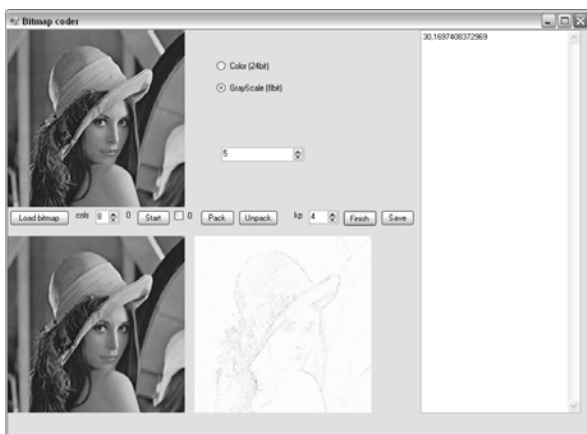 Bitmap coder
30,1697408372969
Color (24bit)
GrayScale (8bit)
5
Load bitmap cols 8 0 Start 0 Pack Unpack kp 4 Finish Save